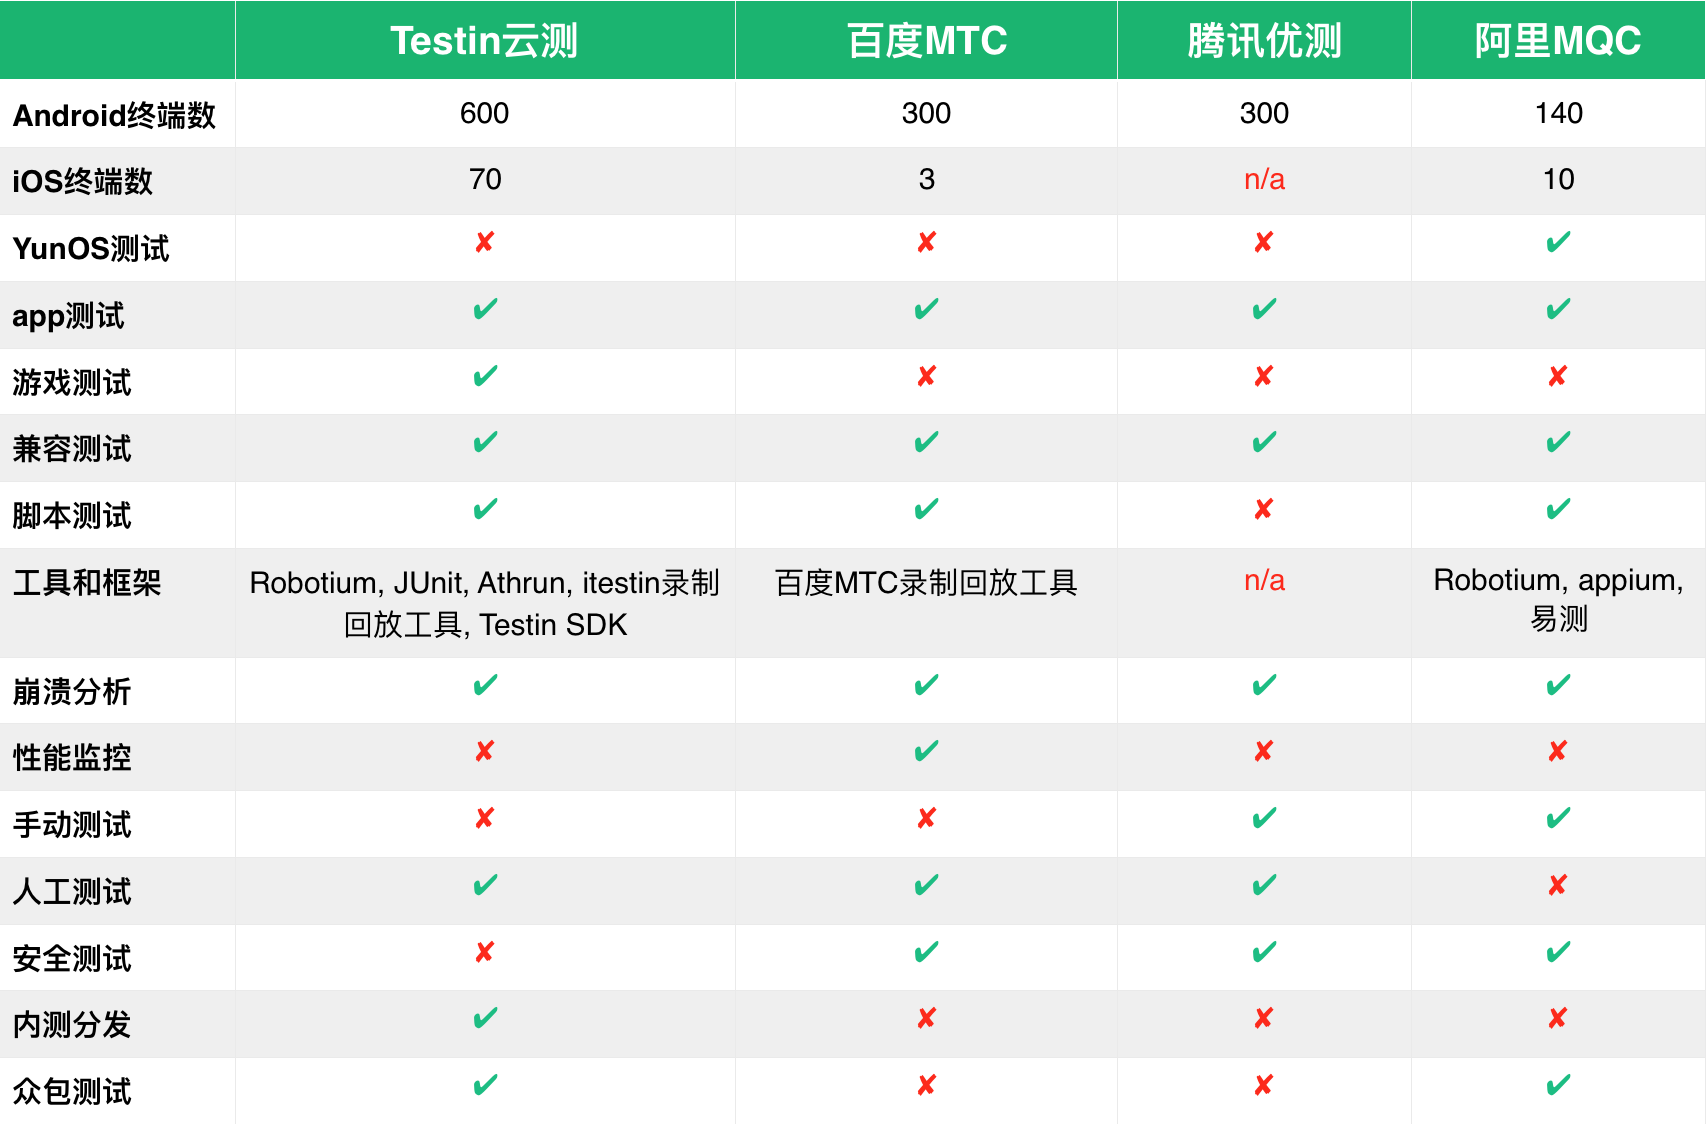 Testin云测 百度MTC 腾讯优测 阿里MQC
Android终端数 600 300 300 140
iOS终端数 70 3 n/a 10
YunOS测试 ✘ ✘ ✘ ✔
app测试 ✔ ✔ ✔ ✔
游戏测试 ✔ ✘ ✘ ✘
兼容测试 ✔ ✔ ✔ ✔
脚本测试 ✔ ✔ ✘ ✔
工具和框架 Robotium, JUnit, Athrun, itestin录制 百度MTC录制回放工具 n/a Robotium, appium,
回放工具, Testin SDK 易测
崩溃分析 ✔ ✔ ✔ ✔
性能监控 ✘ ✔ ✘ ✘
手动测试 ✘ ✘ ✔ ✔
人工测试 ✔ ✔ ✔ ✘
安全测试 ✘ ✔ ✔ ✔
内测分发 ✔ ✘ ✘ ✘
众包测试 ✔ ✘ ✘ ✔